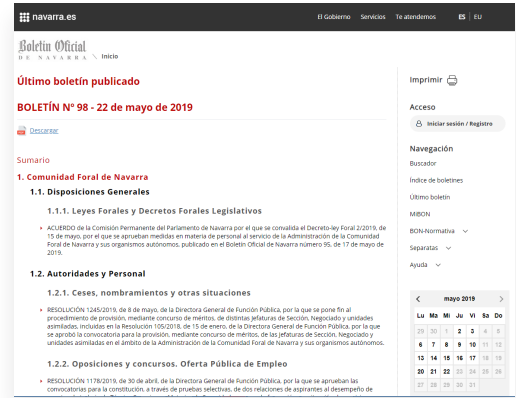 navarra.es
El Gobierno Servicios Te atendemos ES EU
Boletín Oficial
DE NAVARRA \ Inicio
Último boletín publicado
BOLETÍN Nº 98 - 22 de mayo de 2019
Descargar
Sumario
1. Comunidad Foral de Navarra
1.1. Disposiciones Generales
1.1.1. Leyes Forales y Decretos Forales Legislativos
ACUERDO de la Comisión Permanente del Parlamento de Navarra por el que se convalida el Decreto-ley Foral 2/2019, de
15 de mayo, por el que se aprueban medidas en materia de personal al servicio de la Administración de la Comunidad
Foral de Navarra y sus organismos autónomos, publicado en el Boletín Oficial de Navarra número 95, de 17 de mayo de
2019.
1.2. Autoridades y Personal
1.2.1. Ceses, nombramientos y otras situaciones
RESOLUCIÓN 1245/2019, de 8 de mayo, de la Directora General de Función Pública, por la que se pone fin al
procedimiento de provisión, mediante concurso de méritos, de distintas Jefaturas de Sección, Negociado y unidades
asimiladas, incluidas en la Resolución 105/2018, de 15 de enero, de la Directora General de Función Pública, por la que
se aprobó la convocatoria para la provisión, mediante concurso de méritos, de las jefaturas de Sección, Negociado y
unidades asimiladas en el ámbito de la Administración de la Comunidad Foral de Navarra y sus organismos autónomos.
1.2.2. Oposiciones y concursos. Oferta Pública de Empleo
RESOLUCIÓN 1178/2019, de 30 de abril, de la Directora General de Función Pública, por la que se aprueban las
convocatorias para la constitución, a través de pruebas selectivas, de dos relaciones de aspirantes al desempeño de
Imprimir
Acceso
Iniciar sesión / Registro
Navegación
Buscador
Índice de boletines
Último boletín
MiBON
BON-Normativa
Separatas
Ayuda
mayo 2019
Lu Ma Mi Ju Vi Sa Do
29 30 1 2 3 4 5
6 7 8 9 10 11 12
13 14 15 16 17 18 19
20 21 22 23 24 25 26
27 28 29 30 31